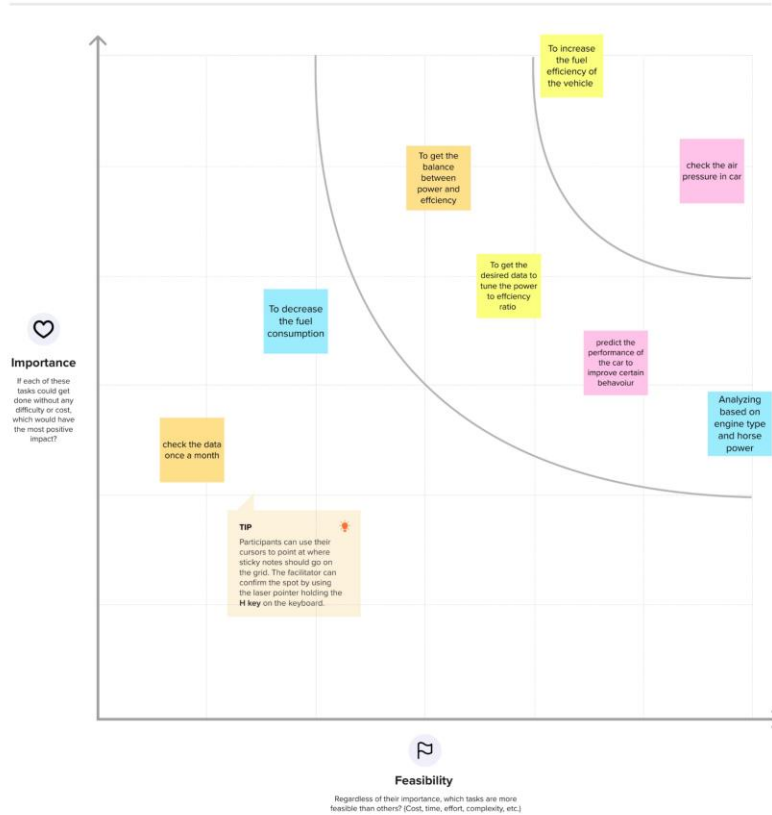 To increase
the fuel
efficiency of
the vehicle
To get the
balance
between
power and
effciency
check the air
pressure in car
To get the
desired data to
tune the power
to effciency
ratio
To decrease
the fuel
consumption
predict the
performance of
the car to
improve certain
behavoiur
Importance
If each of these
tasks could get
done without any
difficulty or cost,
which would have
the most positive
impact?
Analyzing
based on
engine type
and horse
power
check the data
once a month
TIP
Participants can use their
cursors to point at where
sticky notes should go on
the grid. The facilitator can
confirm the spot by using
the laser pointer holding the
H key on the keyboard.
Feasibility
Regardless of their importance, which tasks are more
feasible than others? (Cost, time, effort, complexity, etc.)